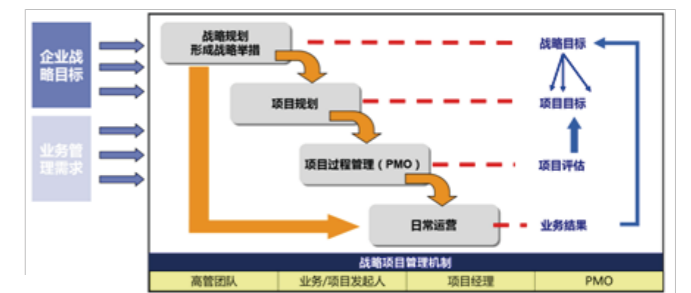 企业战
略目标
业务管
理需求
战略规划
形成战略举措
战略目标
项目规划
项目目标
项目过程管理（PMO）
项目评估
日常运营
业务结果
战略项目管理机制
高管团队
业务/项目发起人
项目经理
PMO